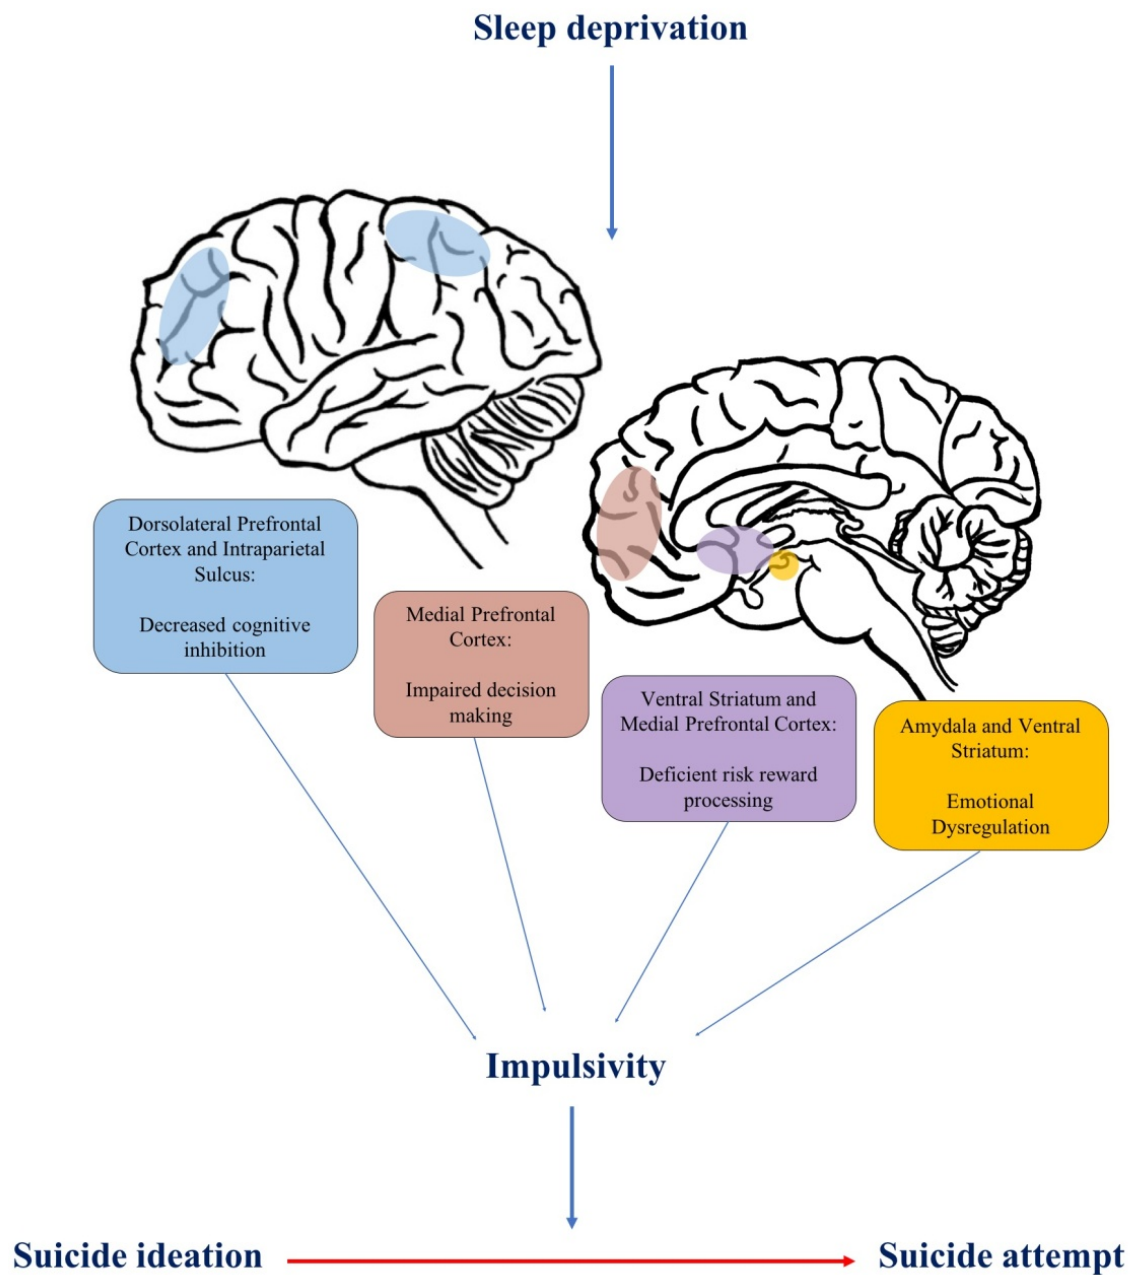 Sleep deprivation
Dorsolateral Prefrontal
Cortex and Intraparietal
Sulcus:
Decreased cognitive
inhibition
Medial Prefrontal
Cortex:
Impaired decision
making
Ventral Striatum and
Medial Prefrontal Cortex:
Deficient risk reward
processing
Amydala and Ventral
Striatum:
Emotional
Dysregulation
Impulsivity
Suicide ideation
Suicide attempt